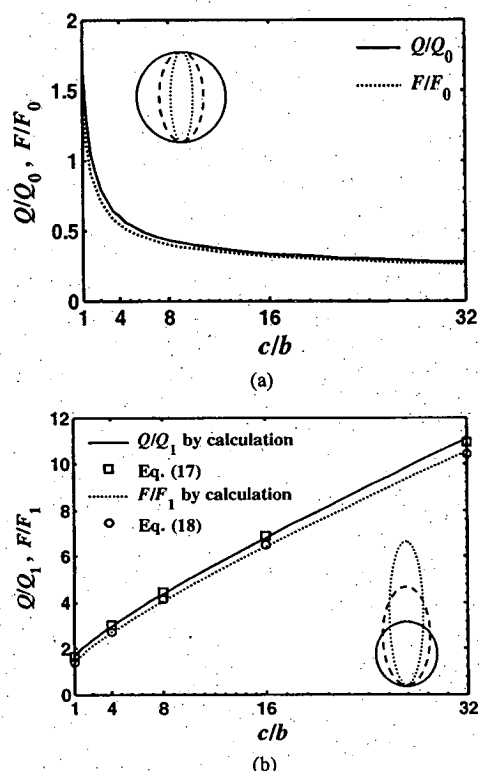 2
1.5
1
0.5
0
Q/Q0 , F/F0
Q/Q0
F/F0
1 4 8 16 32
c/b
(a)
12
10
8
6
4
2
0
Q/Q1 , F/F1
Q/Q1 by calculation
Eq. (17)
F/F1 by calculation
Eq. (18)
1 4 8 16 32
c/b
(b)